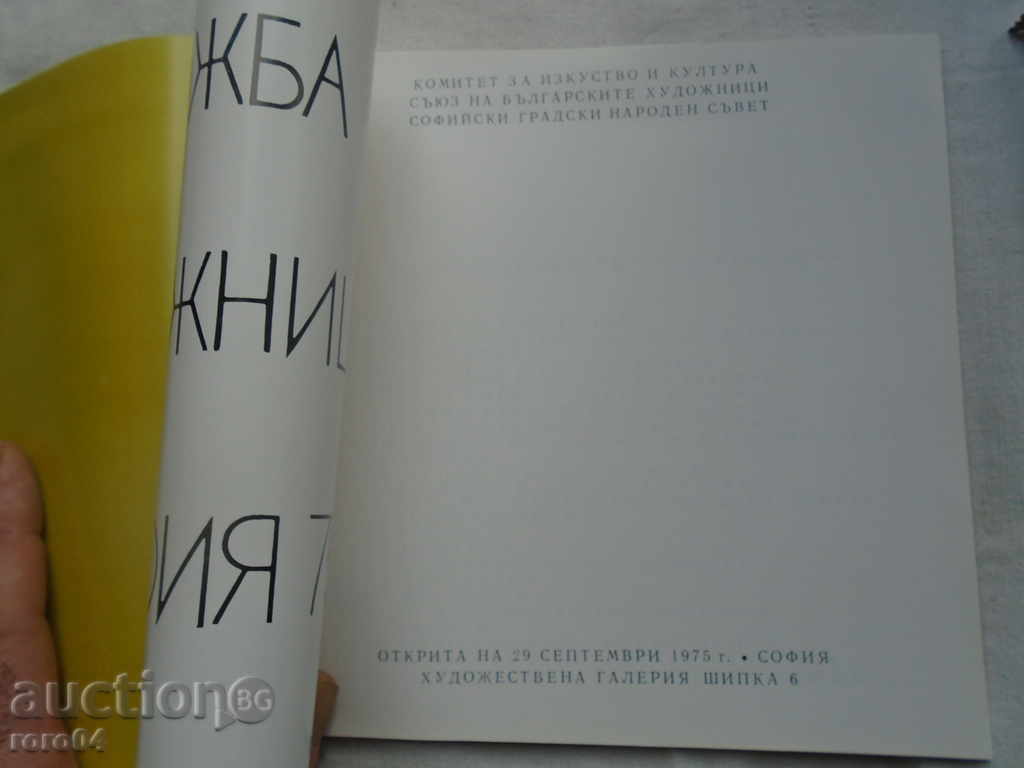 ЖБА
ЖНИЦ
ИЯ 7
КОМИТЕТ ЗА ИЗКУСТВО И КУЛТУРА
СЪЮЗ НА БЪЛГАРСКИТЕ ХУДОЖНИЦИ
СОФИЙСКИ ГРАДСКИ НАРОДЕН СЪВЕТ
ОТКРИТА НА 29 СЕПТЕМВРИ 1975 г. • СОФИЯ
ХУДОЖЕСТВЕНА ГАЛЕРИЯ ШИПКА 6
auction BG
roro04